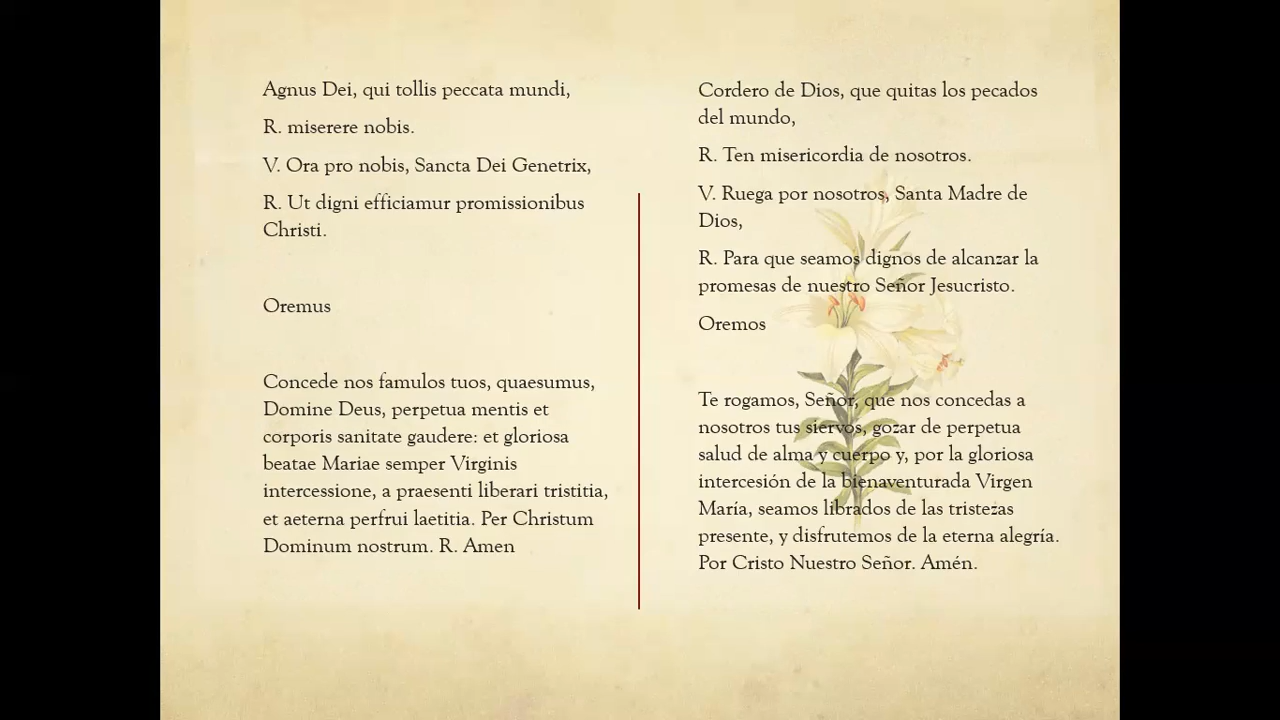 Agnus Dei, qui tollis peccata mundi,
R. miserere nobis.
V. Ora pro nobis, Sancta Dei Genetrix,
R. Ut digni efficiamur promissionibus
Christi.
Oremus
Concede nos famulos tuos, quaesumus,
Domine Deus, perpetua mentis et
corporis sanitate gaudere: et gloriosa
beatae Mariae semper Virginis
intercessione, a praesenti liberari tristitia,
et aeterna perfrui laetitia. Per Christum
Dominum nostrum. R. Amen
Cordero de Dios, que quitas los pecados
del mundo,
R. Ten misericordia de nosotros.
V. Ruega por nosotros, Santa Madre de
Dios,
R. Para que seamos dignos de alcanzar la
promesas de nuestro Señor Jesucristo.
Oremos
Te rogamos, Señor, que nos concedas a
nosotros tus siervos, gozar de perpetua
salud de alma y cuerpo y, por la gloriosa
intercesión de la bienaventurada Virgen
María, seamos librados de las tristezas
presente, y disfrutemos de la eterna alegría.
Por Cristo Nuestro Señor. Amén.